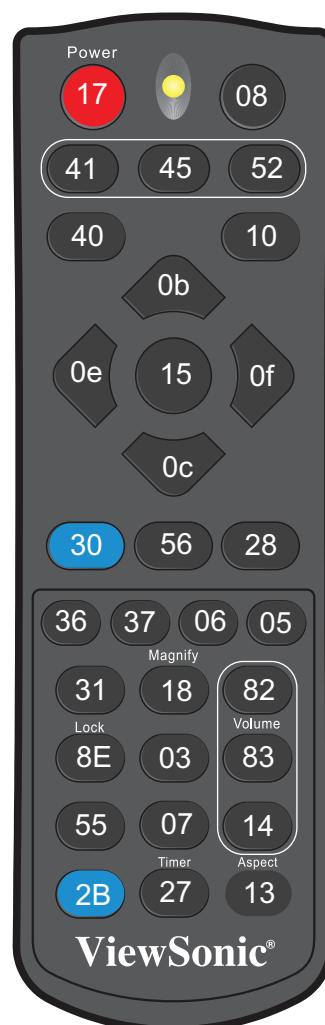 Power
17 08
41 45 52
40 10
0b
0e 15 0f
0c
30 56 28
36 37 06 05
Magnify
31 18 82
Lock Volume
8E 03 83
55 07 14
Timer Aspect
2B 27 13
ViewSonic®